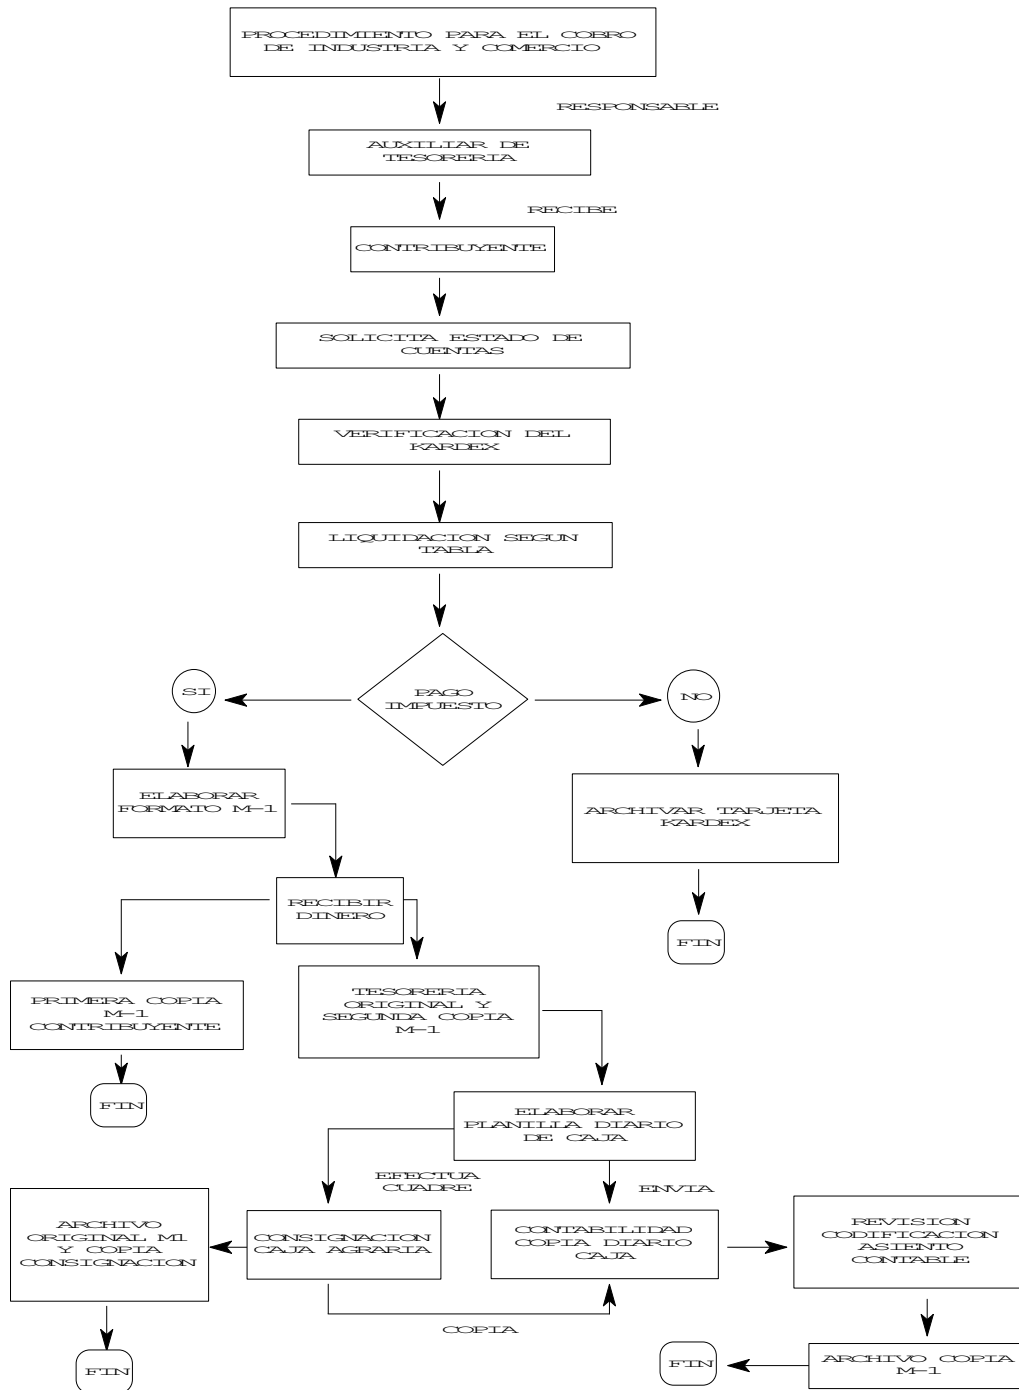 PROCEDIMIENTO PARA EL COBRO
DE INDUSTRIA Y COMERCIO
RESPONSABLE
AUXILIAR DE
TESORERIA
RECIBE
CONTRIBUYENTE
SOLICITA ESTADO DE
CUENTAS
VERIFICACION DEL
KARDEX
LIQUIDACION SEGUN
TABLA
SI
PAGO
IMPUESTO
NO
ELABORAR
FORMATO M-1
ARCHIVAR TARJETA
KARDEX
RECIBIR
DINERO
FIN
PRIMERA COPIA
M-1
CONTRIBUYENTE
TESORERIA
ORIGINAL Y
SEGUNDA COPIA
M-1
FIN
ELABORAR
PLANILLA DIARIO
DE CAJA
EFECTUA
CUADRE
ENVIA
ARCHIVO
ORIGINAL M1
Y COPIA
CONSIGNACION
CONSIGNACION
CAJA AGRARIA
CONTABILIDAD
COPIA DIARIO
CAJA
REVISION
CODIFICACION
ASIENTO
CONTABLE
COPIA
FIN
FIN
ARCHIVO COPIA
M-1